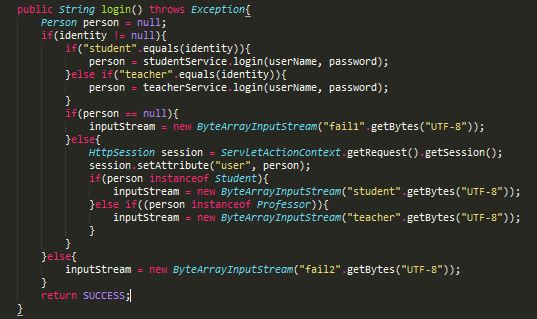 public String login() throws Exception{
    Person person = null;
    if(identity != null){
        if("student".equals(identity)){
            person = studentService.login(userName, password);
        }else if("teacher".equals(identity)){
            person = teacherService.login(userName, password);
        }
        if(person == null){
            inputStream = new ByteArrayInputStream("fail1".getBytes("UTF-8"));
        }else{
            HttpSession session = ServletActionContext.getRequest().getSession();
            session.setAttribute("user", person);
            if(person instanceof Student){
                inputStream = new ByteArrayInputStream("student".getBytes("UTF-8"));
            }else if((person instanceof Professor)){
                inputStream = new ByteArrayInputStream("teacher".getBytes("UTF-8"));
            }
        }
    }else{
        inputStream = new ByteArrayInputStream("fail2".getBytes("UTF-8"));
    }
    return SUCCESS;
}